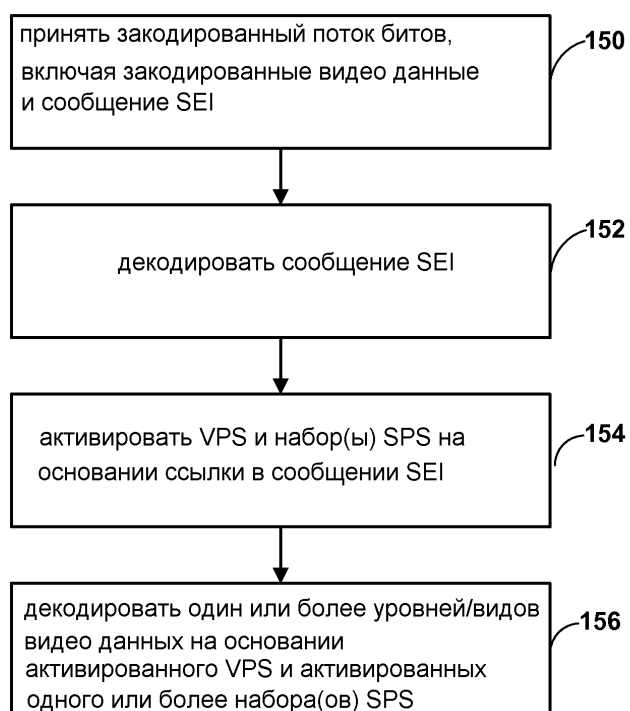 принять закодированный поток битов,
включая закодированные видео данные
и сообщение SEI
150
декодировать сообщение SEI
152
активировать VPS и набор(ы) SPS на
основании ссылки в сообщении SEI
154
декодировать один или более уровней/видов
видео данных на основании
активированного VPS и активированных
одного или более набора(ов) SPS
156